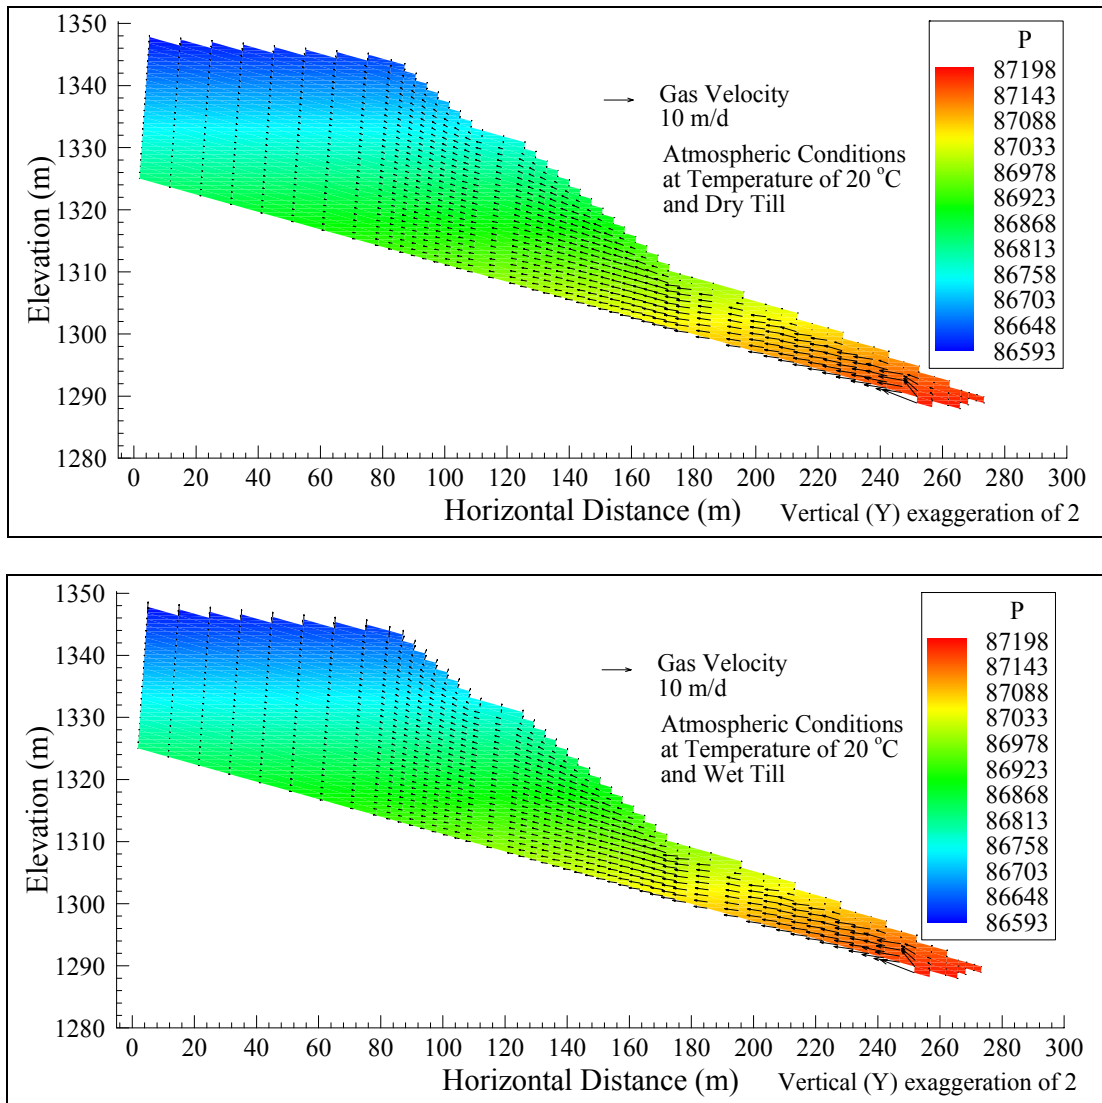 1350
1340
1330
1320
1310
1300
1290
1280
Elevation (m)
0 20 40 60 80 100 120 140 160 180 200 220 240 260 280 300
Horizontal Distance (m)
Vertical (Y) exaggeration of 2
Gas Velocity
10 m/d
Atmospheric Conditions
at Temperature of 20 °C
and Dry Till
P
87198
87143
87088
87033
86978
86923
86868
86813
86758
86703
86648
86593
1350
1340
1330
1320
1310
1300
1290
1280
Elevation (m)
0 20 40 60 80 100 120 140 160 180 200 220 240 260 280 300
Horizontal Distance (m)
Vertical (Y) exaggeration of 2
Gas Velocity
10 m/d
Atmospheric Conditions
at Temperature of 20 °C
and Wet Till
P
87198
87143
87088
87033
86978
86923
86868
86813
86758
86703
86648
86593